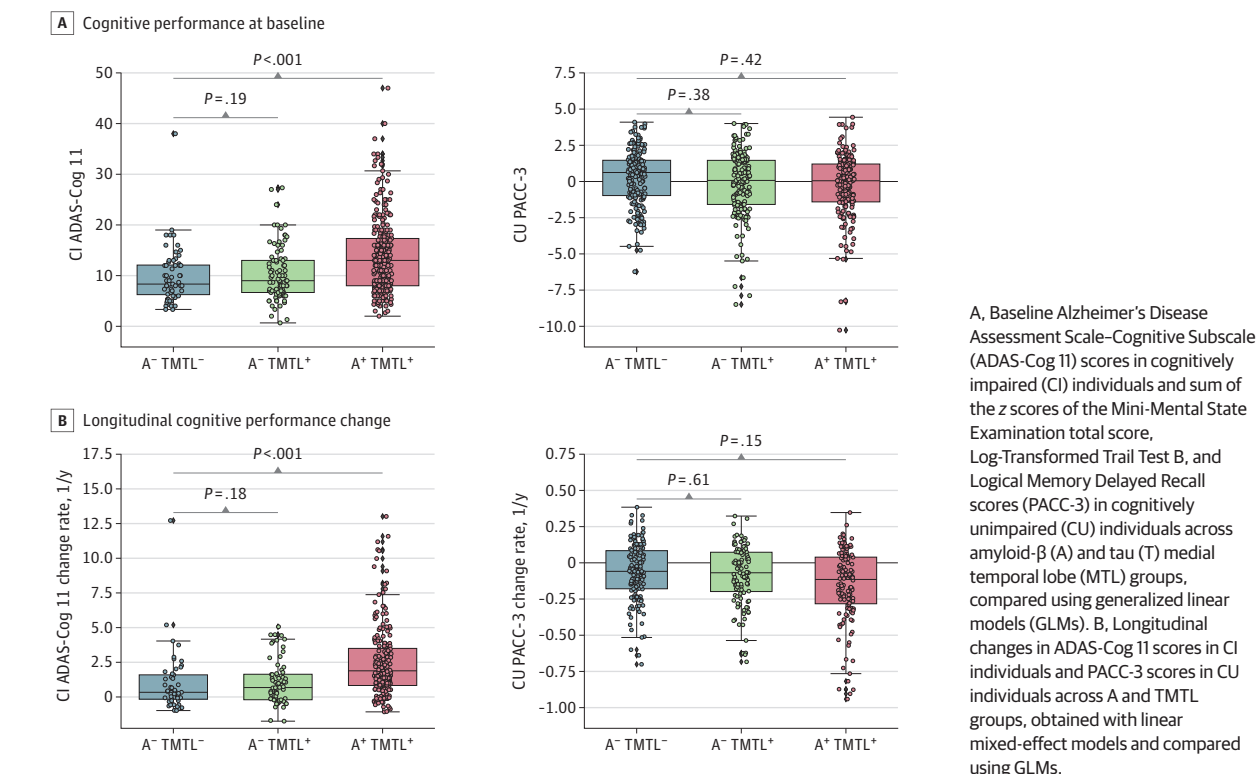 A Cognitive performance at baseline
P<.001
P=.19
50
40
30
20
10
0
CI ADAS-Cog 11
A− TMTL−
A− TMTL+
A+ TMTL+
P=.42
P=.38
7.5
5.0
2.5
0
-2.5
-5.0
-7.5
-10.0
CU PACC-3
A− TMTL−
A− TMTL+
A+ TMTL+
B Longitudinal cognitive performance change
P<.001
P=.18
17.5
15.0
12.5
10.0
7.5
5.0
2.5
0
CI ADAS-Cog 11 change rate, 1/y
A− TMTL−
A− TMTL+
A+ TMTL+
P=.15
P=.61
0.75
0.50
0.25
0
-0.25
-0.50
-0.75
-1.00
CU PACC-3 change rate, 1/y
A− TMTL−
A− TMTL+
A+ TMTL+
A, Baseline Alzheimer's Disease
Assessment Scale–Cognitive Subscale
(ADAS-Cog 11) scores in cognitively
impaired (CI) individuals and sum of
the z scores of the Mini-Mental State
Examination total score,
Log-Transformed Trail Test B, and
Logical Memory Delayed Recall
scores (PACC-3) in cognitively
unimpaired (CU) individuals across
amyloid-β (A) and tau (T) medial
temporal lobe (MTL) groups,
compared using generalized linear
models (GLMs). B, Longitudinal
changes in ADAS-Cog 11 scores in CI
individuals and PACC-3 scores in CU
individuals across A and TMTL
groups, obtained with linear
mixed-effect models and compared
using GLMs.